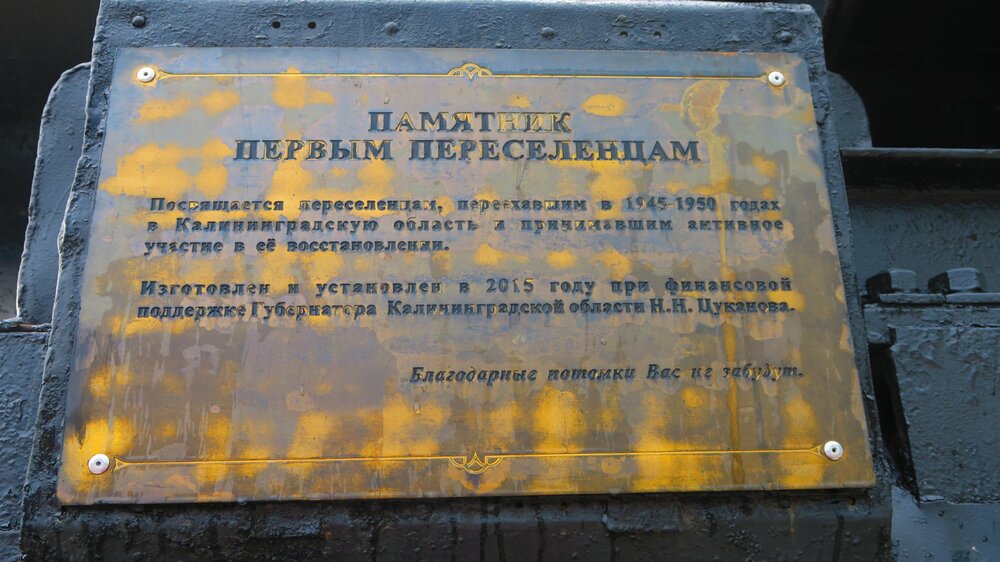 ПАМЯТНИК
ПЕРВЫМ ПЕРЕСЕЛЕНЦАМ
Посвящается переселенцам, переехавшим в 1945-1950 годах
в Калининградскую область и принимавшим активное
участие в её восстановлении.
Изготовлен и установлен в 2015 году при финансовой
поддержке Губернатора Калининградской области Н.Н. Цуканова.
Благодарные потомки Вас не забудут.